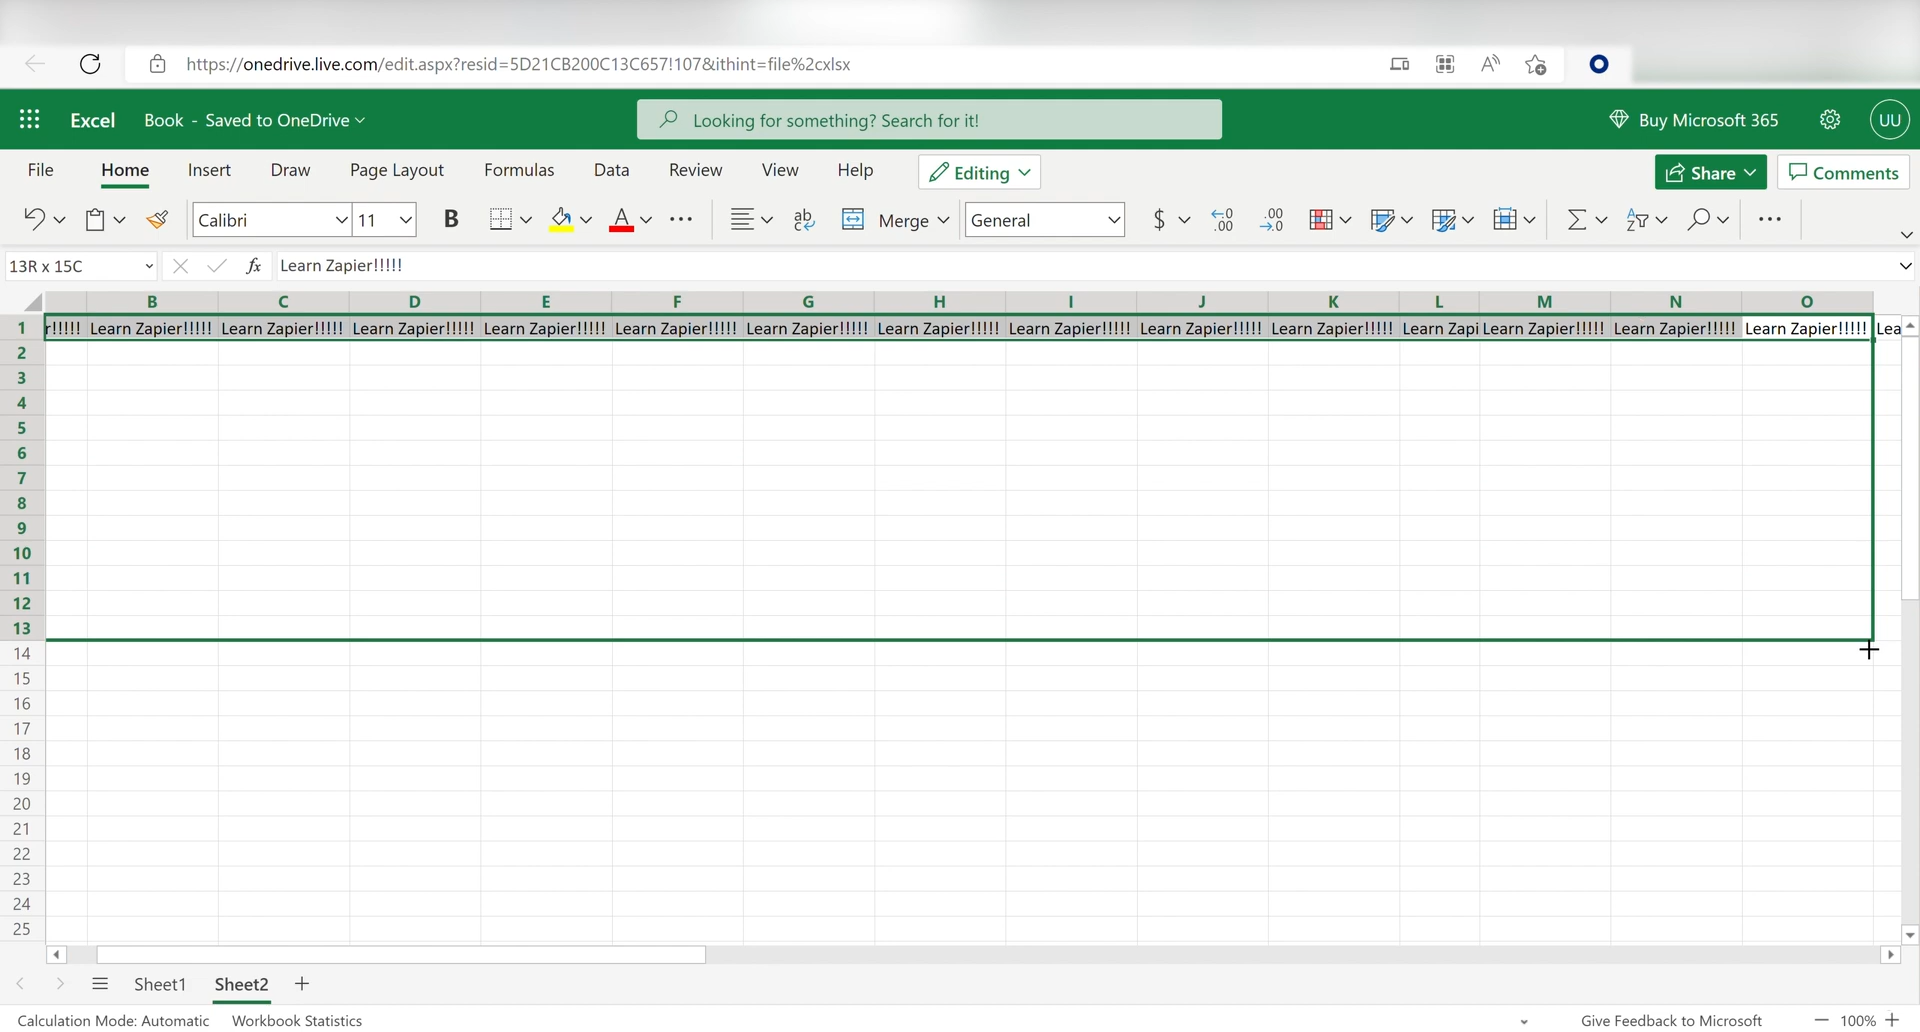 https://onedrive.live.com/edit.aspx?resid=5D21CB200C13C657!107&ithint=file%2cxlsx
Excel Book - Saved to OneDrive Looking for something? Search for it! Buy Microsoft 365 UU
File Home Insert Draw Page Layout Formulas Data Review View Help Editing Share Comments
Calibri 11 B A ab Merge General $ .00 .00
13R x 15C fx Learn Zapier!!!!!
B C D E F G H I J K L M N O
1 r!!!!! Learn Zapier!!!!! Learn Zapier!!!!! Learn Zapier!!!!! Learn Zapier!!!!! Learn Zapier!!!!! Learn Zapier!!!!! Learn Zapier!!!!! Learn Zapier!!!!! Learn Zapier!!!!! Learn Zapier!!!!! Learn Zapi Learn Zapier!!!!! Learn Zapier!!!!! Learn Zapier!!!!! Lea
2
3
4
5
6
7
8
9
10
11
12
13
14
15
16
17
18
19
20
21
22
23
24
25
Sheet1 Sheet2
Calculation Mode: Automatic Workbook Statistics Give Feedback to Microsoft 100%